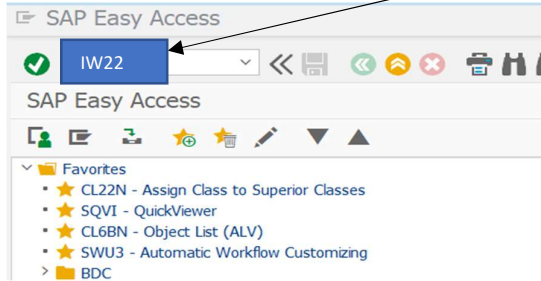 SAP Easy Access
IW22
SAP Easy Access
Favorites
CL22N - Assign Class to Superior Classes
SQVI - QuickViewer
CL6BN - Object List (ALV)
SWU3 - Automatic Workflow Customizing
BDC